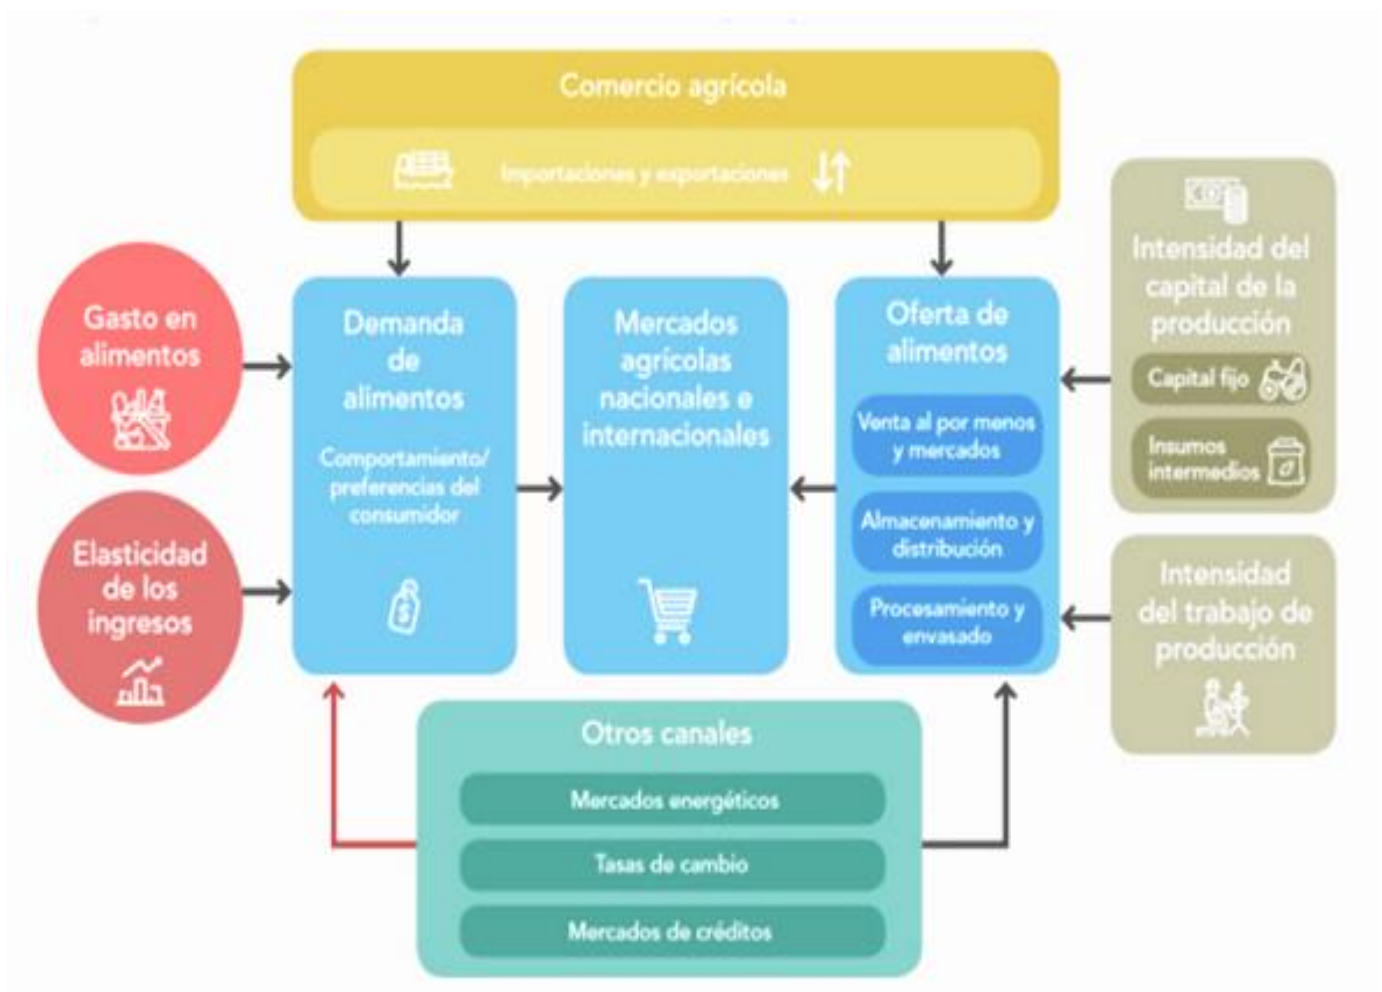 Comercio agrícola
Importaciones y exportaciones
Gasto en
alimentos
Elasticidad
de los
ingresos
Demanda
de
alimentos
Comportamiento/
preferencias del
consumidor
$
Mercados
agrícolas
nacionales e
internacionales
Oferta de
alimentos
Venta al por menos
y mercados
Almacenamiento y
distribución
Procesamiento y
envasado
Intensidad del
capital de la
producción
Capital fijo
Insumos
intermedios
Intensidad
del trabajo de
producción
Otros canales
Mercados energéticos
Tasas de cambio
Mercados de créditos